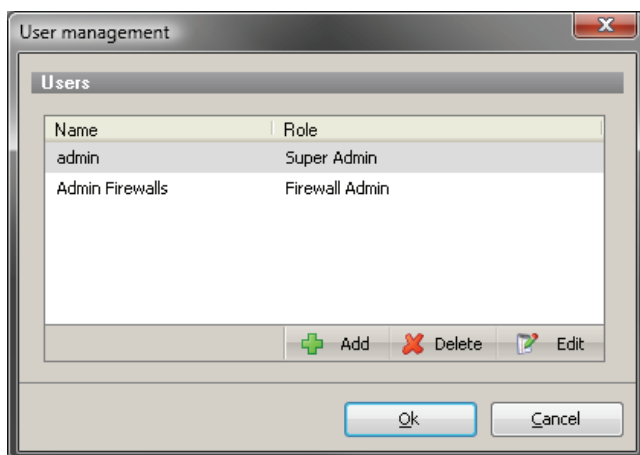 User management
Users
Name Role
admin Super Admin
Admin Firewalls Firewall Admin
Add Delete Edit
Ok Cancel